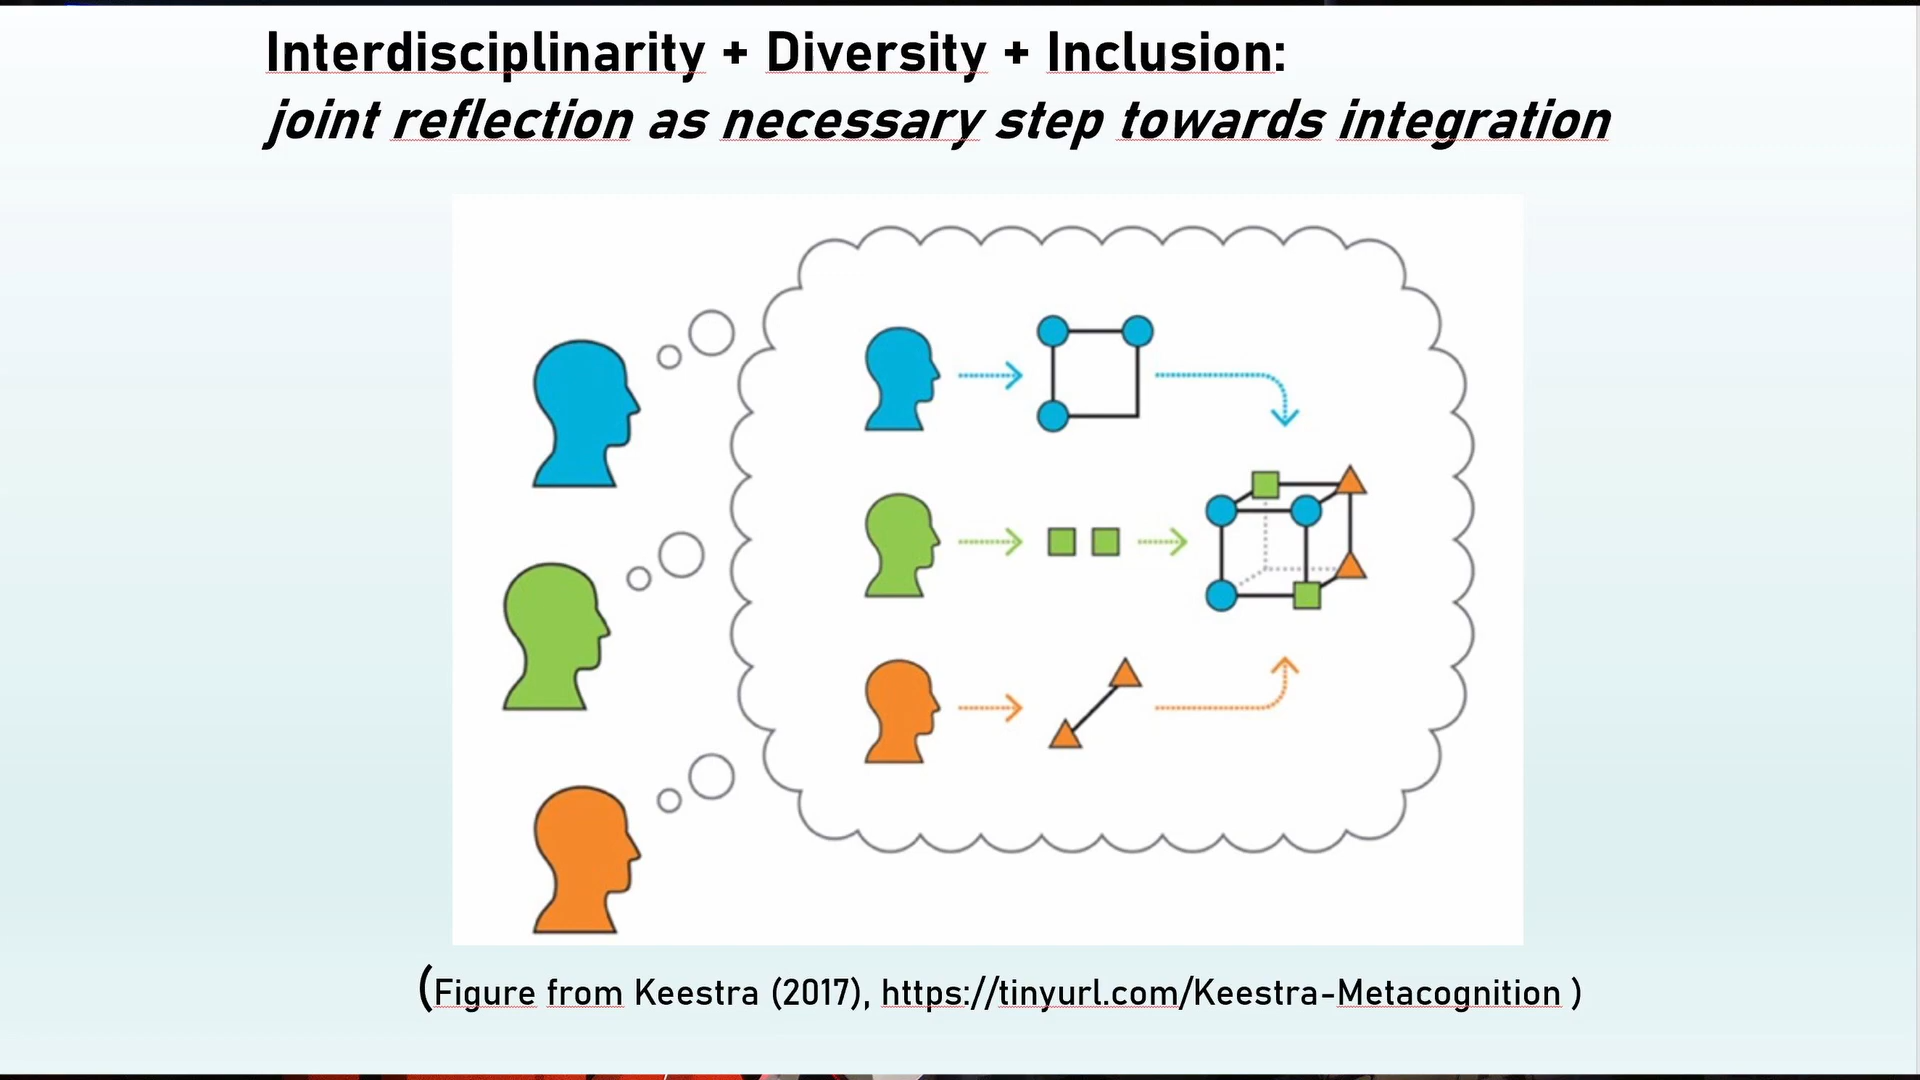 Interdisciplinarity + Diversity + Inclusion:
joint reflection as necessary step towards integration
(Figure from Keestra (2017), https://tinyurl.com/Keestra-Metacognition )